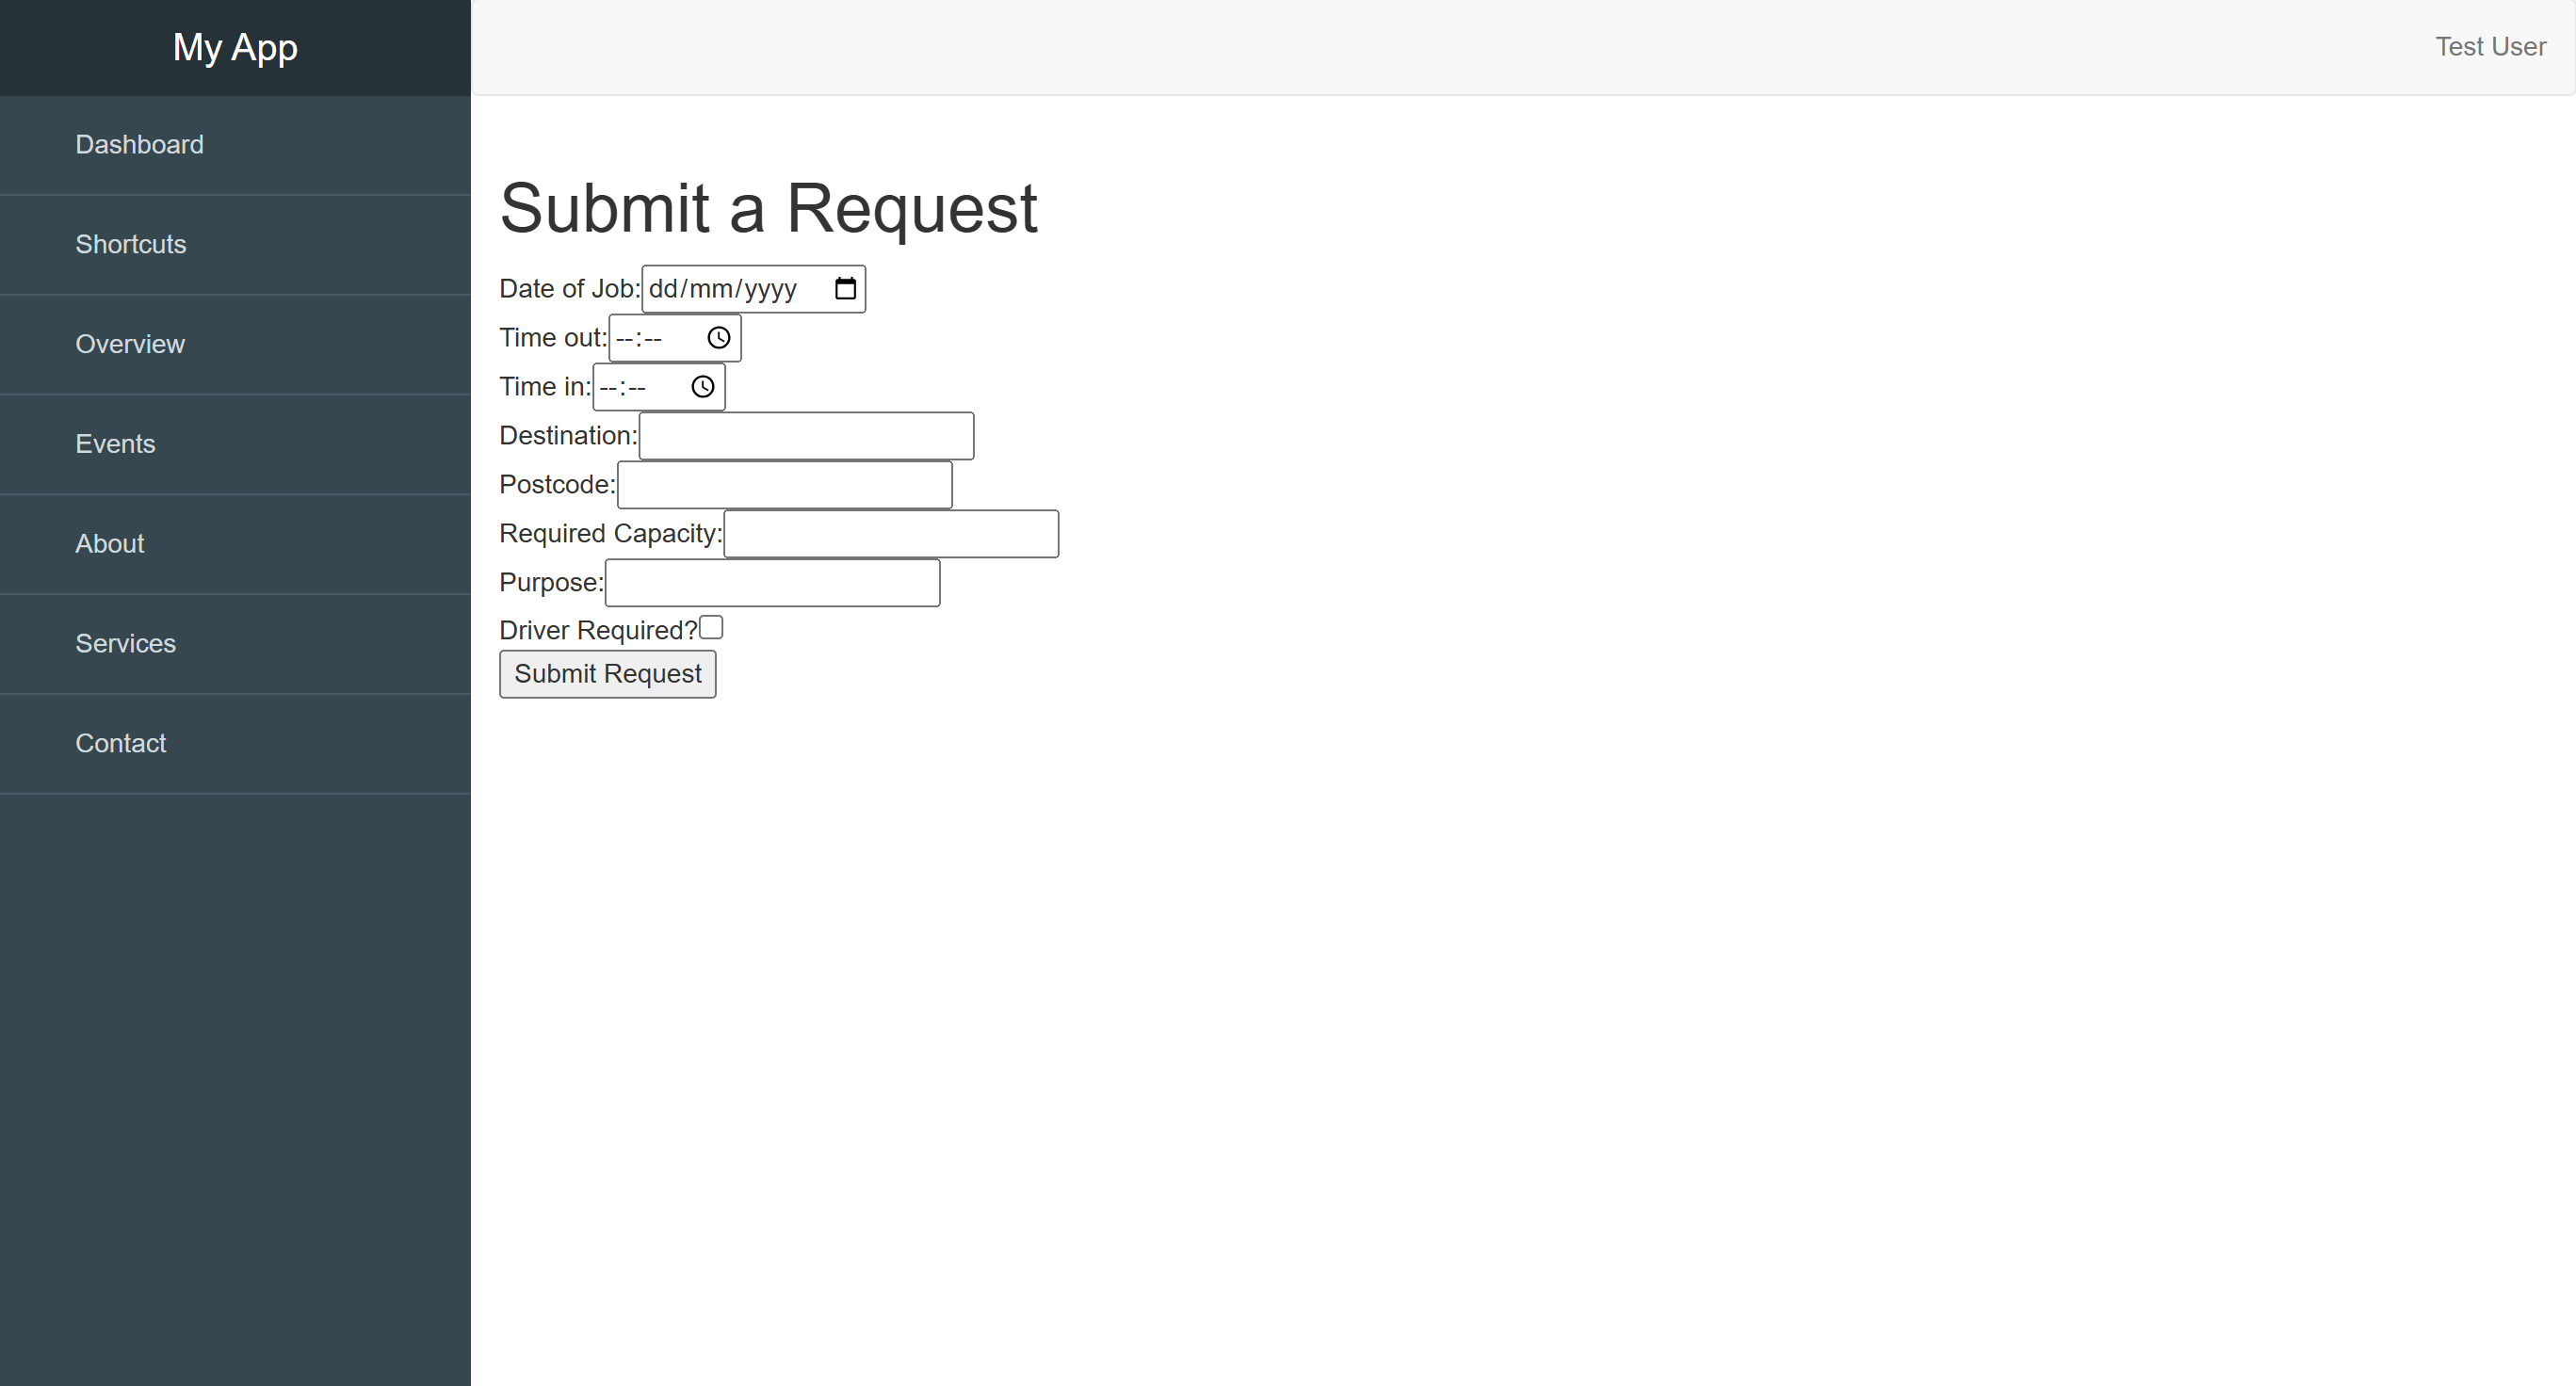 My App
Test User
Dashboard
Shortcuts
Overview
Events
About
Services
Contact
Submit a Request
Date of Job: dd/mm/yyyy
Time out: --:--
Time in: --:--
Destination:
Postcode:
Required Capacity:
Purpose:
Driver Required?
Submit Request